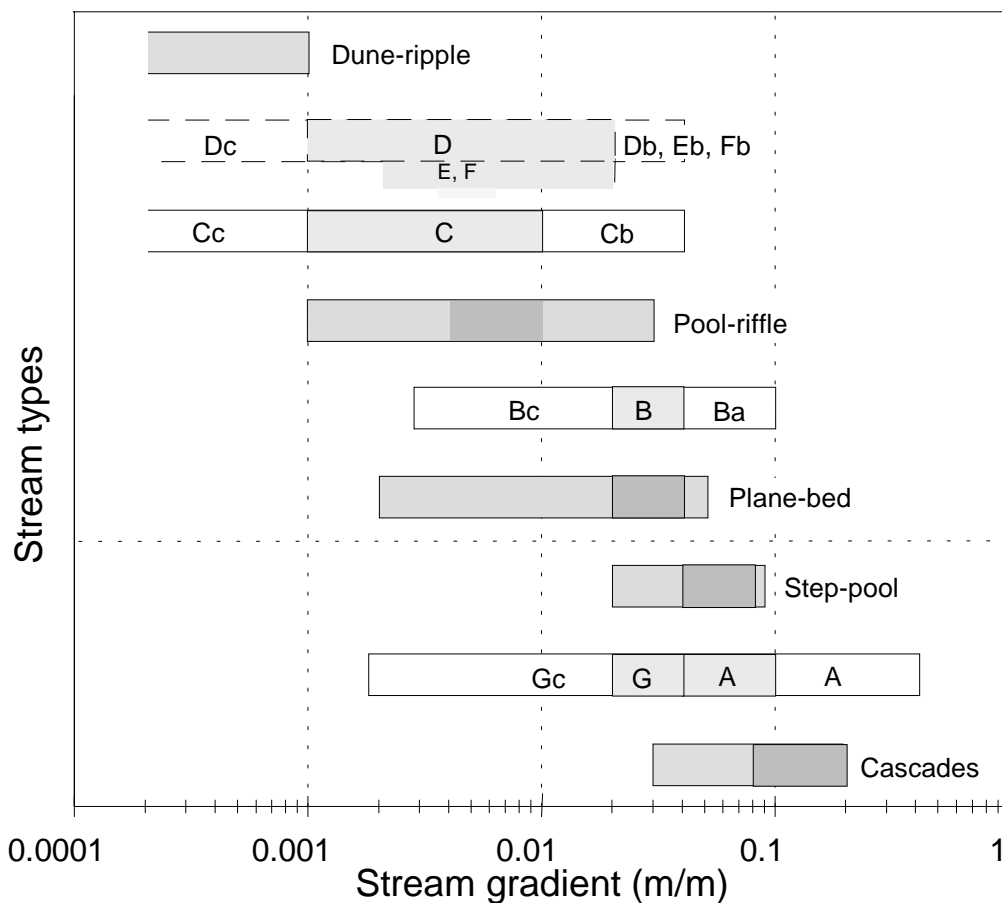 Dune-ripple
Dc D Db, Eb, Fb
E, F
Cc C Cb
Pool-riffle
Bc B Ba
Plane-bed
Step-pool
Gc G A A
Cascades
Stream types
0.0001 0.001 0.01 0.1 1
Stream gradient (m/m)